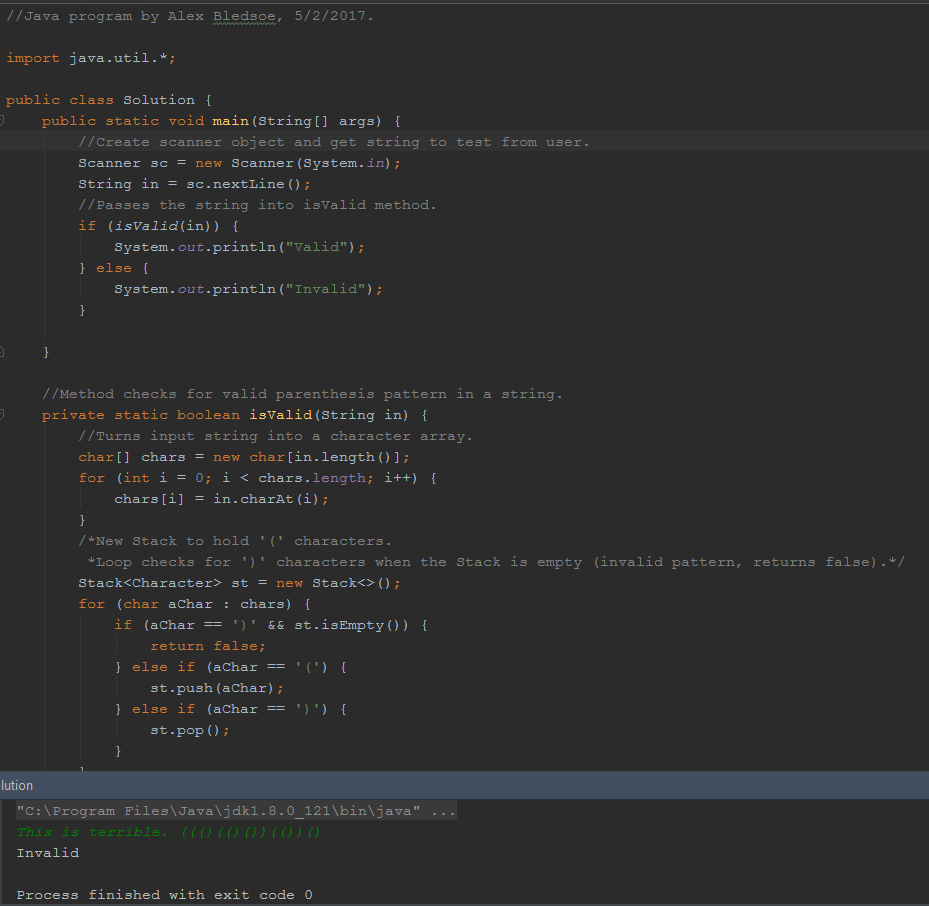 //Java program by Alex Bledsoe, 5/2/2017.
import java.util.*;
public class Solution {
public static void main(String[] args) {
//Create scanner object and get string to test from user.
Scanner sc = new Scanner(System.in);
String in = sc.nextLine();
//Passes the string into isValid method.
if (isValid(in)) {
System.out.println("Valid");
} else {
System.out.println("Invalid");
}
}
//Method checks for valid parenthesis pattern in a string.
private static boolean isValid(String in) {
//Turns input string into a character array.
char[] chars = new char[in.length()];
for (int i = 0; i < chars.length; i++) {
chars[i] = in.charAt(i);
}
/*New Stack to hold '(' characters.
*Loop checks for ')' characters when the Stack is empty (invalid pattern, returns false).*/
Stack<Character> st = new Stack<>();
for (char aChar : chars) {
if (aChar == ')' && st.isEmpty()) {
return false;
} else if (aChar == '(') {
st.push(aChar);
} else if (aChar == ')') {
st.pop();
}
lution
"C:\Program Files\Java\jdk1.8.0_121\bin\java" ...
This is terrible. ((()(()())(())()
Invalid
Process finished with exit code 0